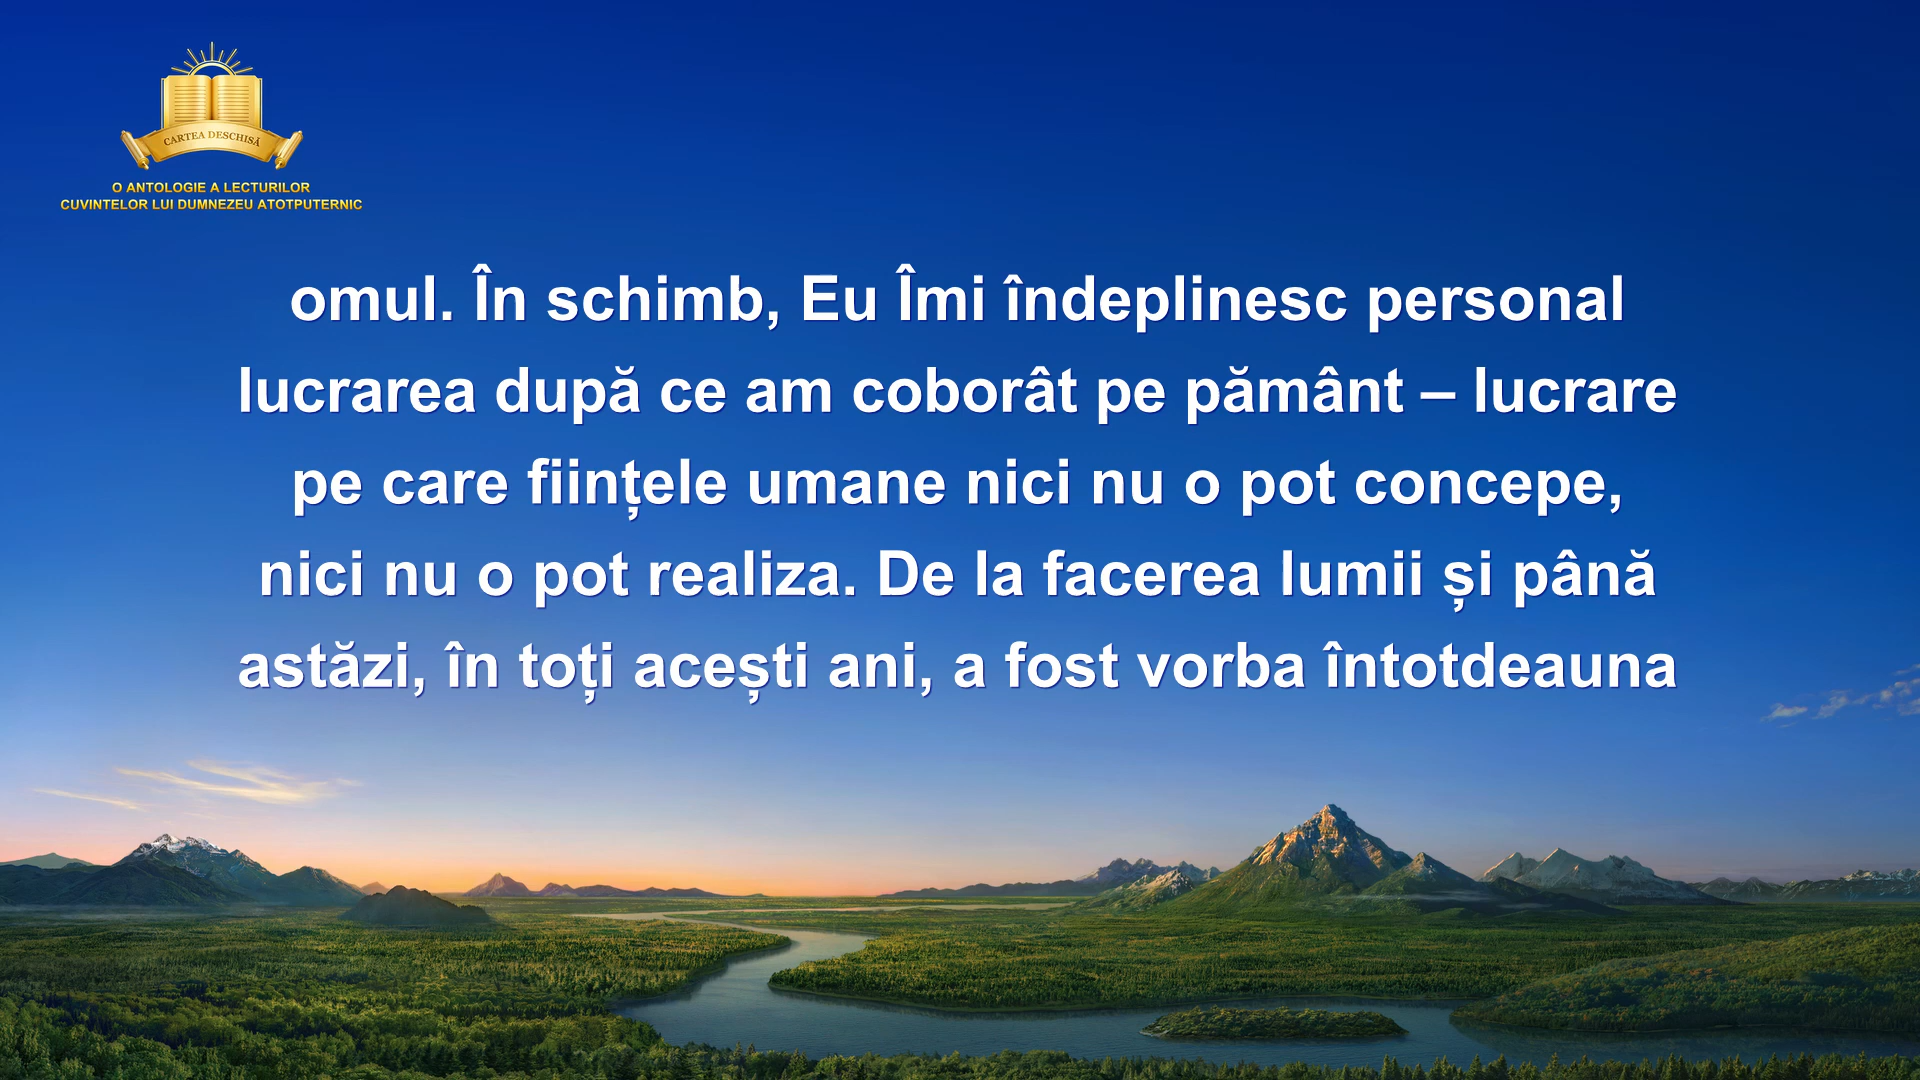 CARTEA DESCHISĂ
O ANTOLOGIE A LECTURILOR
CUVINTELOR LUI DUMNEZEU ATOTPUTERNIC
omul. În schimb, Eu Îmi îndeplinesc personal
lucrarea după ce am coborât pe pământ – lucrare
pe care ființele umane nici nu o pot concepe,
nici nu o pot realiza. De la facerea lumii și până
astăzi, în toți acești ani, a fost vorba întotdeauna